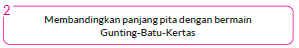 2
Membandingkan panjang pita dengan bermain
Gunting-Batu-Kertas